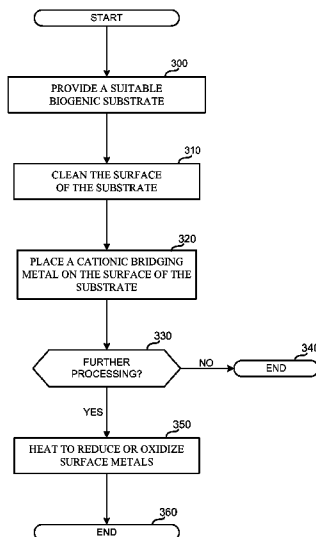 START
300
PROVIDE A SUITABLE
BIOGENIC SUBSTRATE
310
CLEAN THE SURFACE
OF THE SUBSTRATE
320
PLACE A CATIONIC BRIDGING
METAL ON THE SURFACE OF THE
SUBSTRATE
330
FURTHER
PROCESSING?
NO
340
END
YES
350
HEAT TO REDUCE OR OXIDIZE
SURFACE METALS
360
END